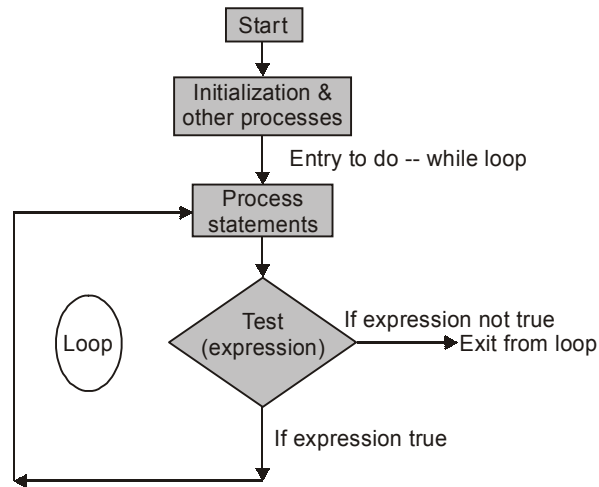 Start
Initialization &
other processes
Entry to do -- while loop
Process
statements
Test
(expression)
If expression not true
Exit from loop
Loop
If expression true